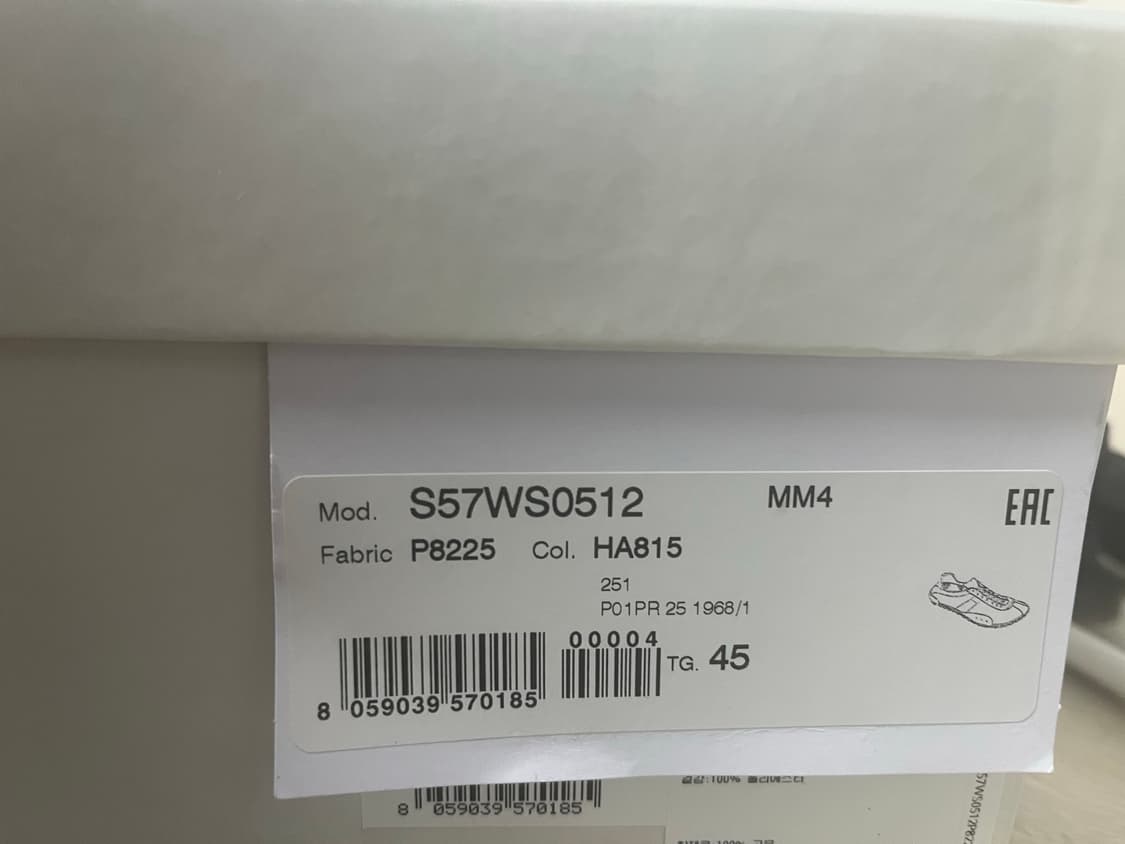 Mod. S57WS0512 MM4 EAC
Fabric P8225 Col. HA815
251
P01PR 25 1968/1
00004
TG. 45
8 059039 570185
8 059039 570185
100%